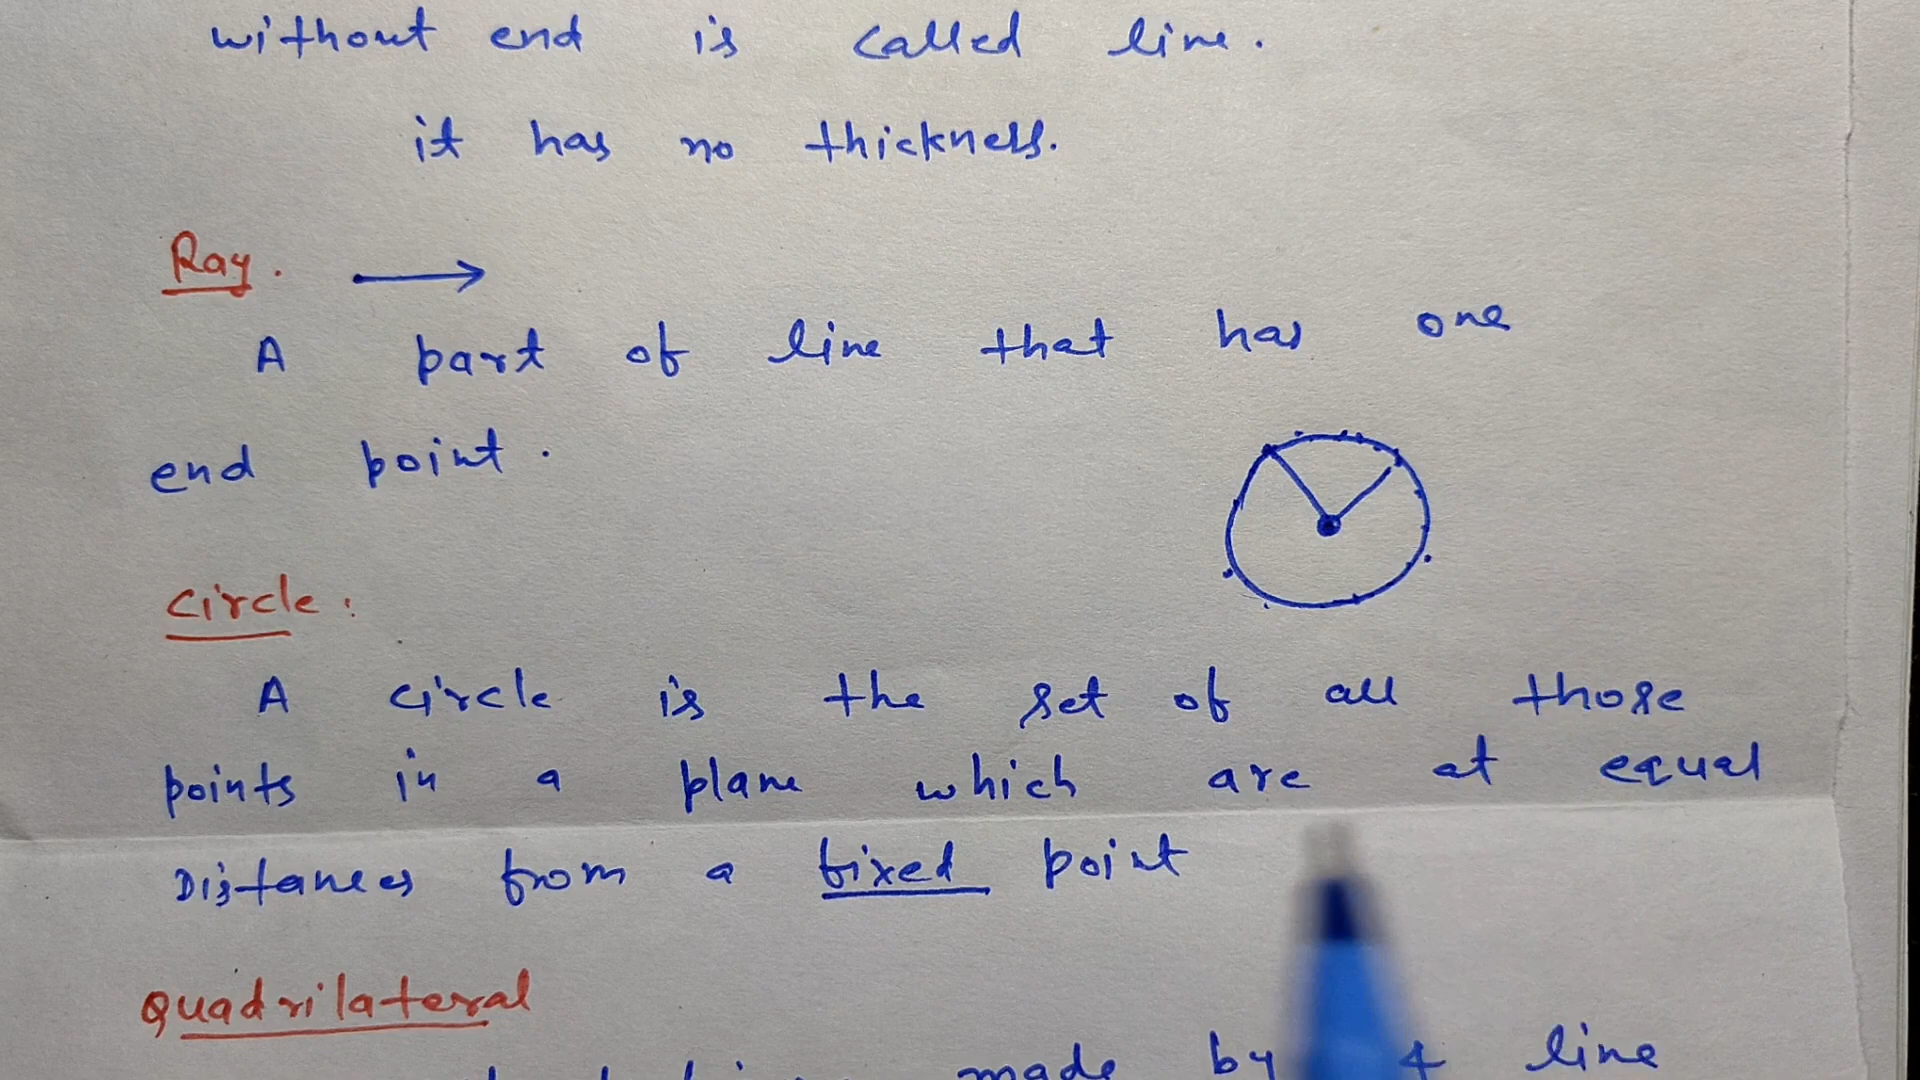 without end is called line.
it has no thickness.
Ray.
A part of line that has one
end point.
Circle:
A circle is the set of all those
points in a plane which are at equal
Distances from a fixed point
Quadrilateral
made by 4 line